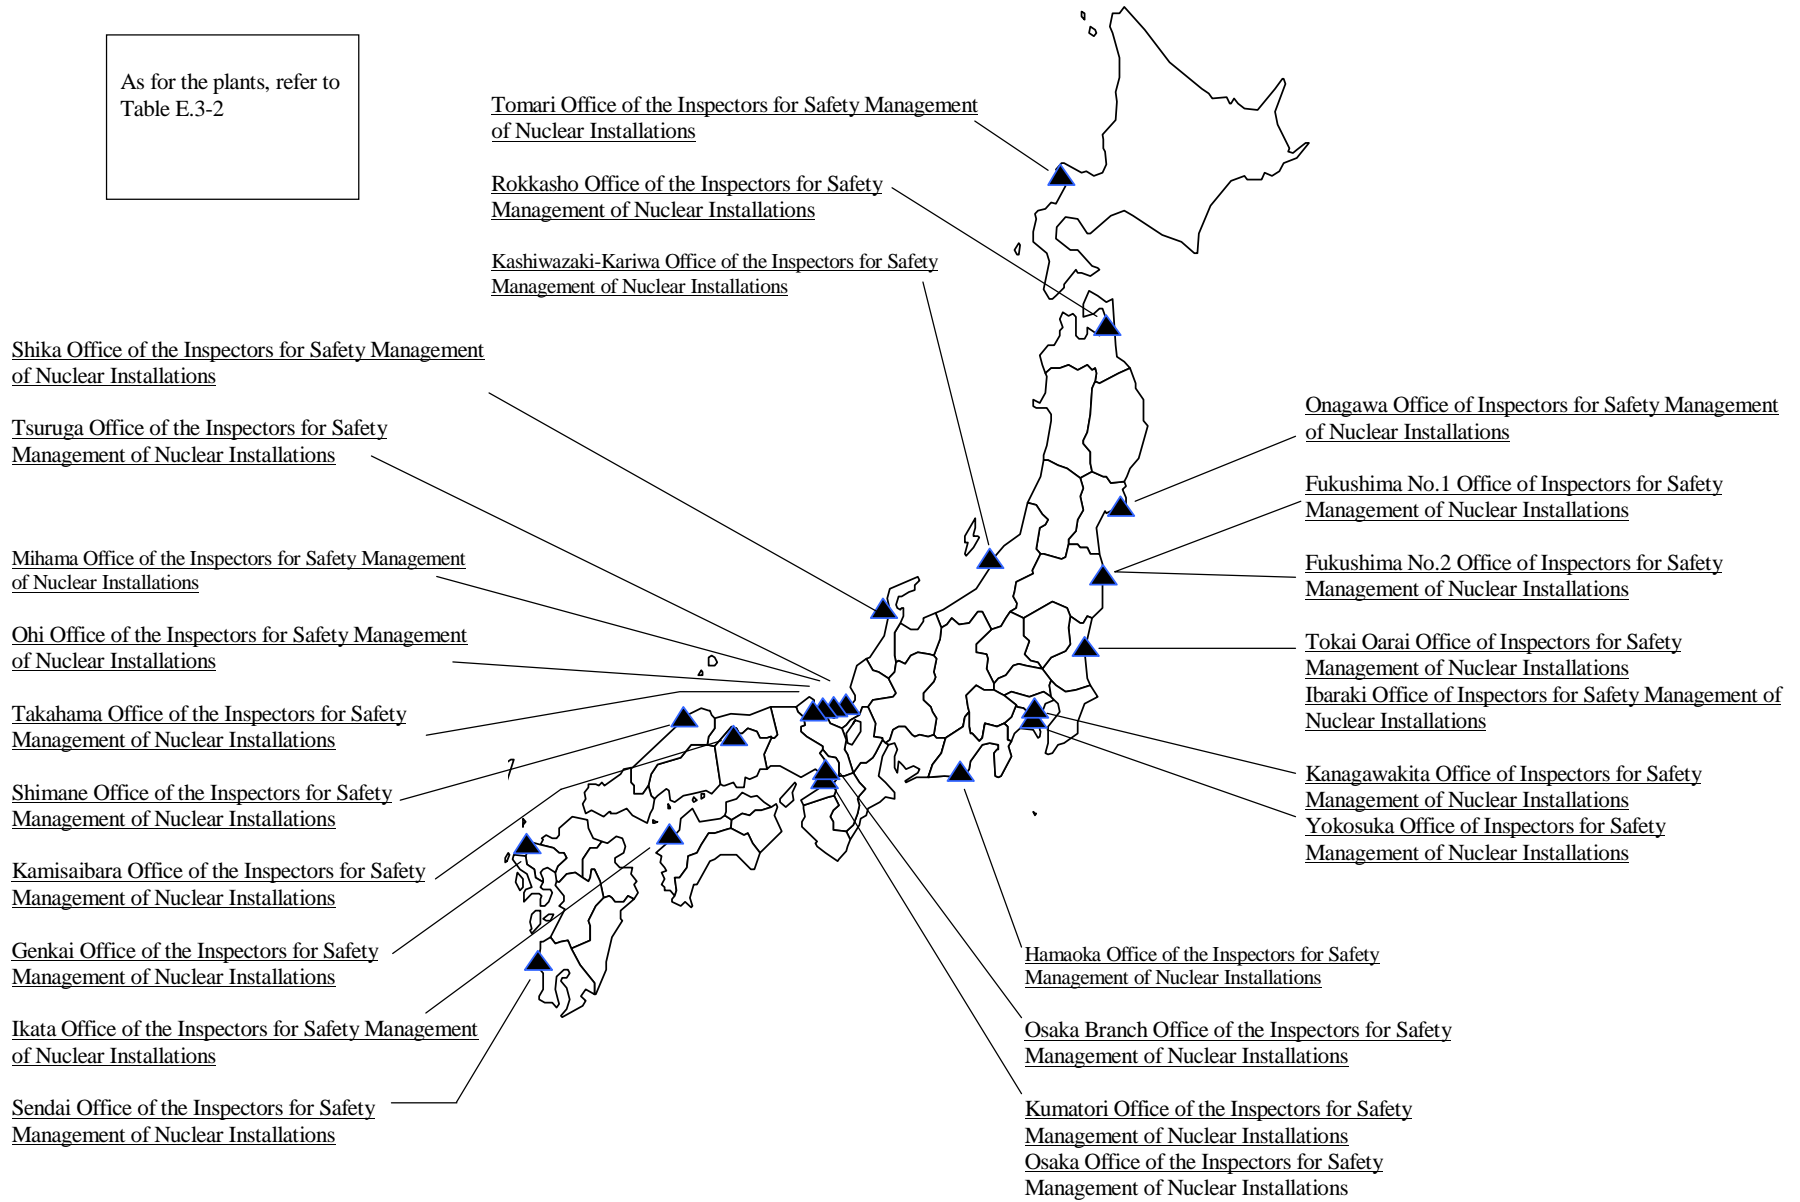 As for the plants, refer to
Table E.3-2
Tomari Office of the Inspectors for Safety Management
of Nuclear Installations
Rokkasho Office of the Inspectors for Safety
Management of Nuclear Installations
Kashiwazaki-Kariwa Office of the Inspectors for Safety
Management of Nuclear Installations
Shika Office of the Inspectors for Safety Management
of Nuclear Installations
Tsuruga Office of the Inspectors for Safety
Management of Nuclear Installations
Mihama Office of the Inspectors for Safety Management
of Nuclear Installations
Ohi Office of the Inspectors for Safety Management
of Nuclear Installations
Takahama Office of the Inspectors for Safety
Management of Nuclear Installations
Shimane Office of the Inspectors for Safety
Management of Nuclear Installations
Kamisaibara Office of the Inspectors for Safety
Management of Nuclear Installations
Genkai Office of the Inspectors for Safety
Management of Nuclear Installations
Ikata Office of the Inspectors for Safety Management
of Nuclear Installations
Sendai Office of the Inspectors for Safety
Management of Nuclear Installations
Onagawa Office of Inspectors for Safety Management
of Nuclear Installations
Fukushima No.1 Office of Inspectors for Safety
Management of Nuclear Installations
Fukushima No.2 Office of Inspectors for Safety
Management of Nuclear Installations
Tokai Oarai Office of Inspectors for Safety
Management of Nuclear Installations
Ibaraki Office of Inspectors for Safety Management of
Nuclear Installations
Kanagawakita Office of Inspectors for Safety
Management of Nuclear Installations
Yokosuka Office of Inspectors for Safety
Management of Nuclear Installations
Hamaoka Office of the Inspectors for Safety
Management of Nuclear Installations
Osaka Branch Office of the Inspectors for Safety
Management of Nuclear Installations
Kumatori Office of the Inspectors for Safety
Management of Nuclear Installations
Osaka Office of the Inspectors for Safety
Management of Nuclear Installations